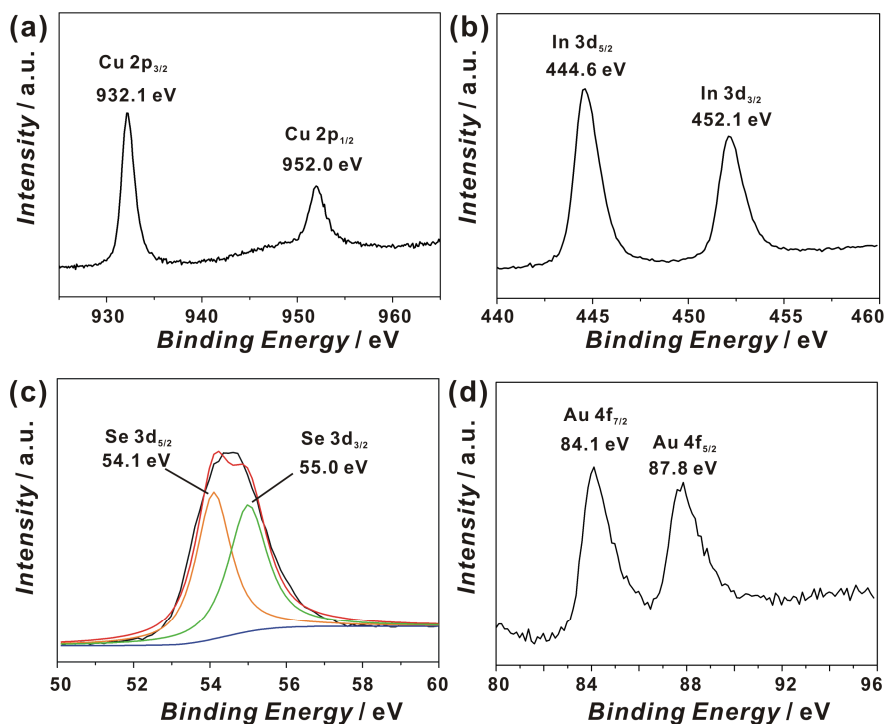 (a)
Cu 2p3/2
932.1 eV
Cu 2p1/2
952.0 eV
Intensity / a.u.
930 940 950 960
Binding Energy / eV
(b)
In 3d5/2
444.6 eV
In 3d3/2
452.1 eV
Intensity / a.u.
440 445 450 455 460
Binding Energy / eV
(c)
Se 3d5/2
54.1 eV
Se 3d3/2
55.0 eV
Intensity / a.u.
50 52 54 56 58 60
Binding Energy / eV
(d)
Au 4f7/2
84.1 eV
Au 4f5/2
87.8 eV
Intensity / a.u.
80 84 88 92 96
Binding Energy / eV